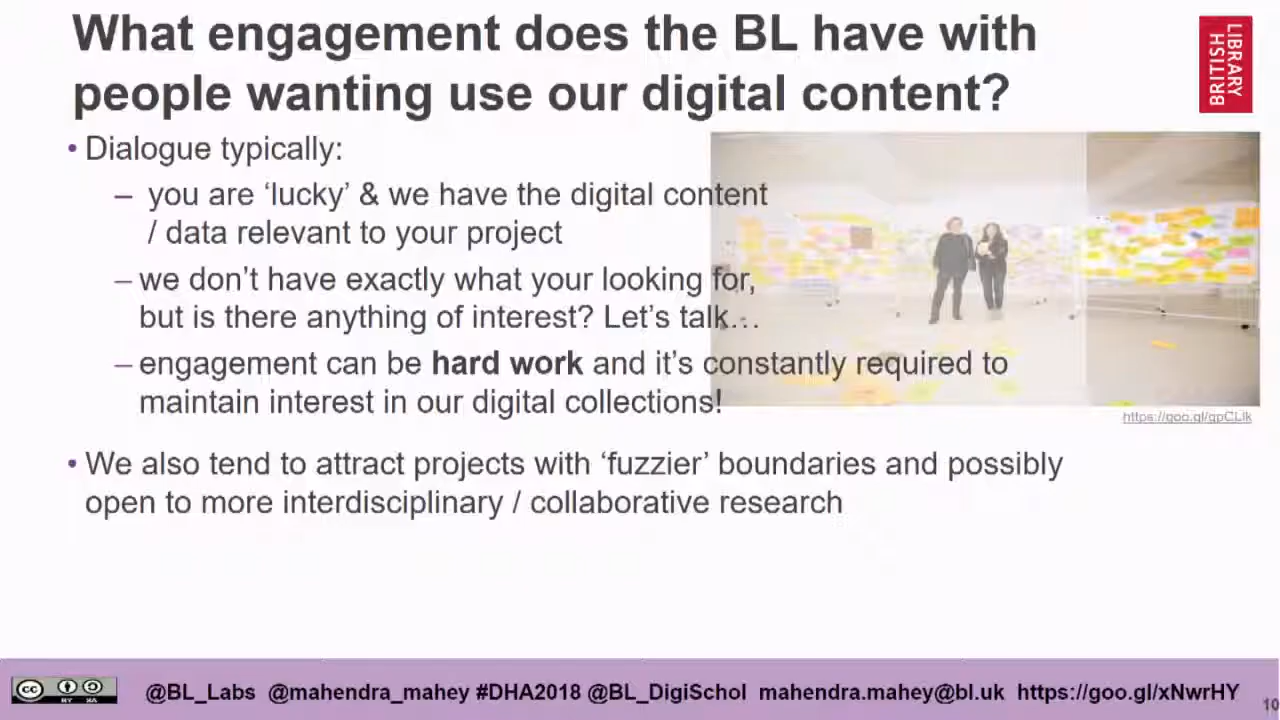 What engagement does the BL have with
people wanting use our digital content?
LIBRARY
BRITISH
• Dialogue typically:
– you are ‘lucky’ & we have the digital content
/ data relevant to your project
– we don’t have exactly what your looking for,
but is there anything of interest? Let’s talk…
– engagement can be hard work and it’s constantly required to
maintain interest in our digital collections!
• We also tend to attract projects with ‘fuzzier’ boundaries and possibly
open to more interdisciplinary / collaborative research
cc BY
@BL_Labs @mahendra_mahey #DHA2018 @BL_DigiSchol mahendra.mahey@bl.uk https://goo.gl/xNwrHY
10